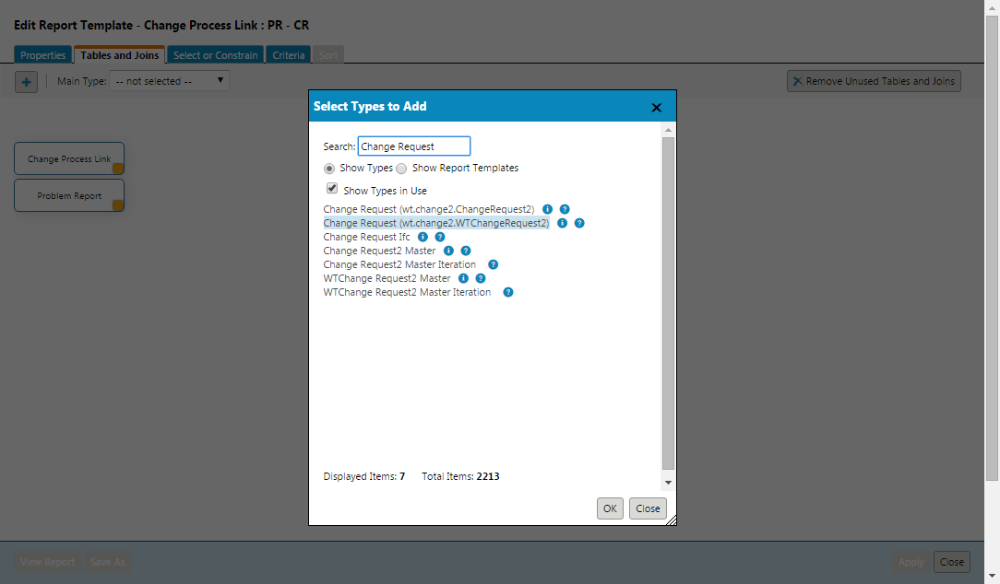 Edit Report Template - Change Process Link : PR - CR
Properties Tables and Joins Select or Constrain Criteria Sort
Main Type: -- not selected -- Remove Unused Tables and Joins
Change Process Link
Problem Report
Select Types to Add
Search: Change Request
Show Types Show Report Templates
Show Types in Use
Change Request (wt.change2.ChangeRequest2)
Change Request (wt.change2.WTChangeRequest2)
Change Request Ifc
Change Request2 Master
Change Request2 Master Iteration
WTChange Request2 Master
WTChange Request2 Master Iteration
Displayed Items: 7 Total Items: 2213
OK Close
View Report Save As Apply Close